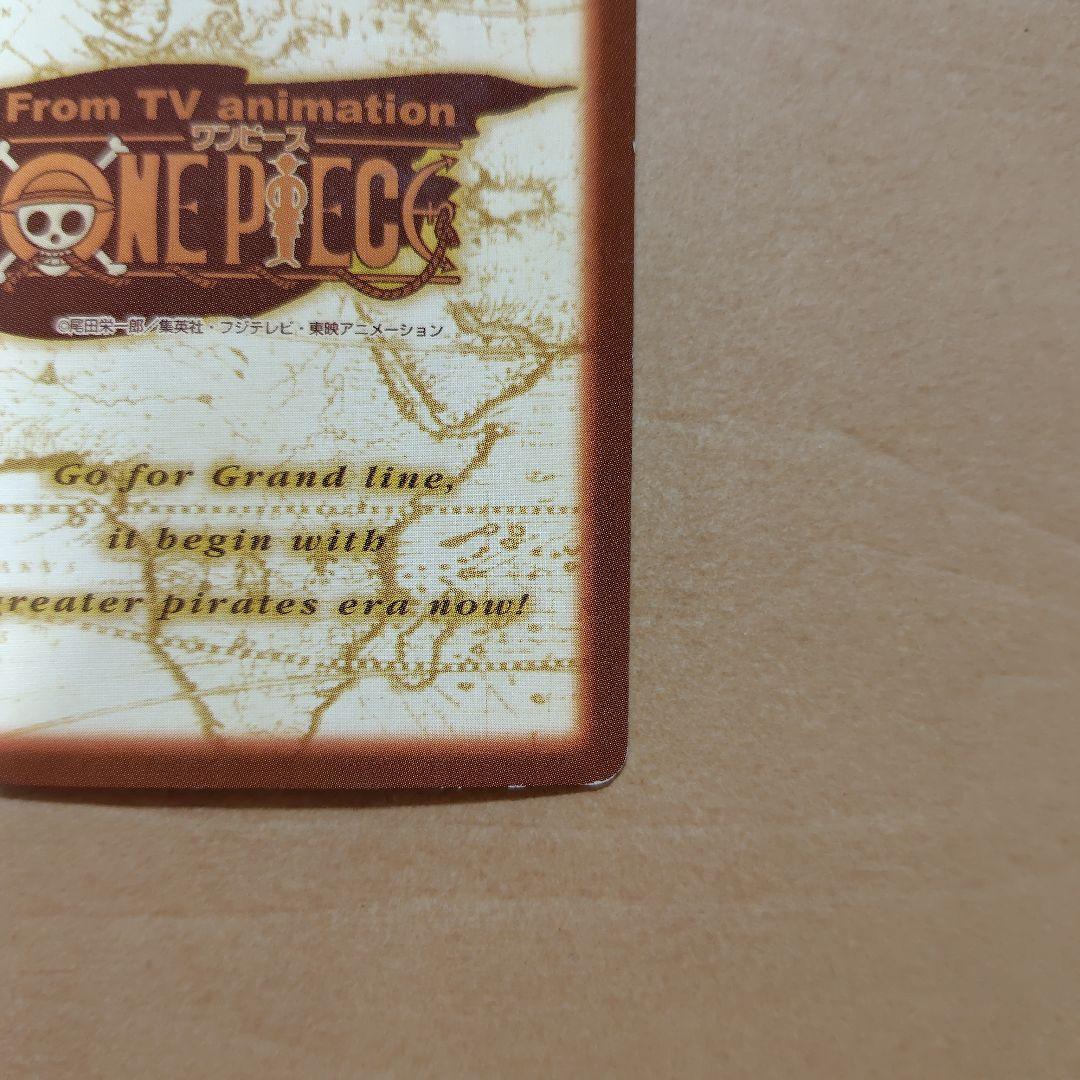 From TV animation
ワンピース
ONE PIECE
©尾田栄一郎／集英社・フジテレビ・東映アニメーション
Go for Grand line,
it begin with
greater pirates era now!